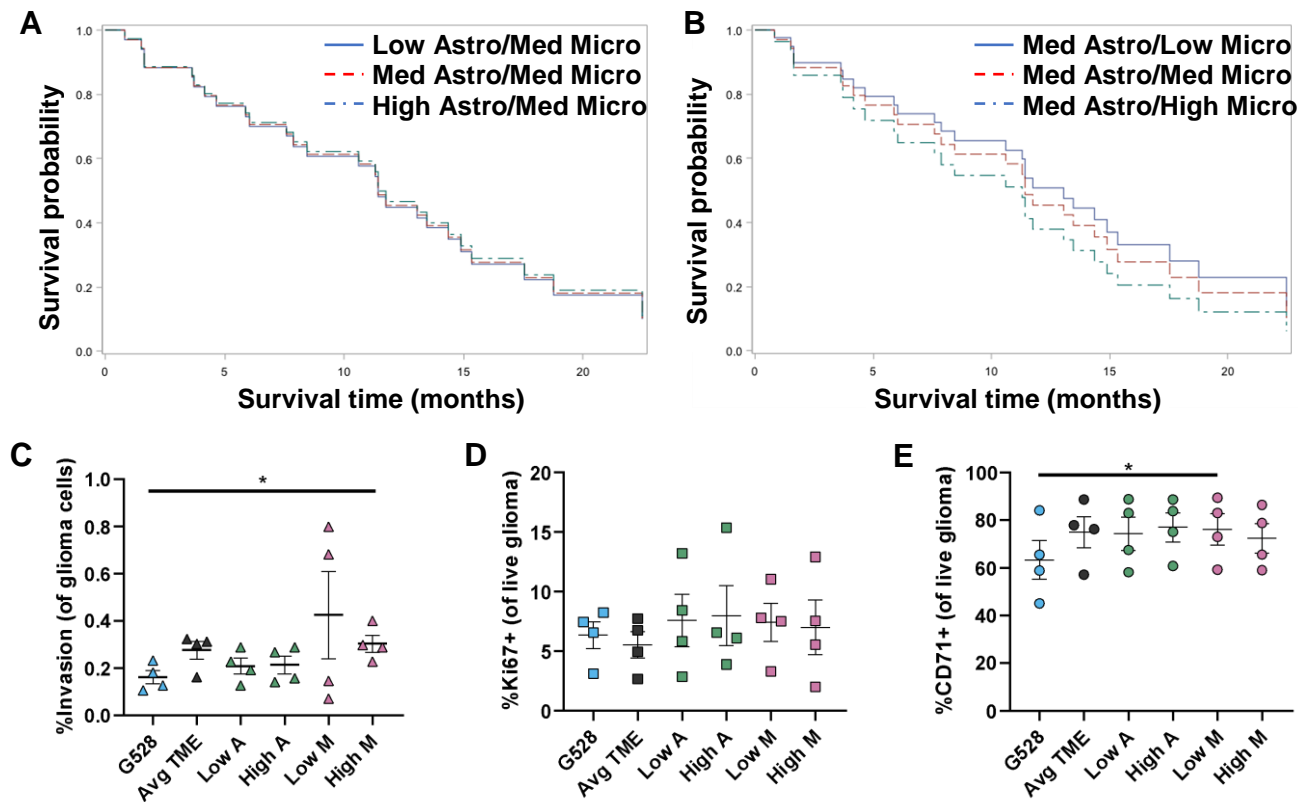 A
1.0
0.8
0.6
0.4
0.2
0.0
0
5
10
15
20
Survival probability
Survival time (months)
Low Astro/Med Micro
Med Astro/Med Micro
High Astro/Med Micro
B
1.0
0.8
0.6
0.4
0.2
0.0
0
5
10
15
20
Survival probability
Survival time (months)
Med Astro/Low Micro
Med Astro/Med Micro
Med Astro/High Micro
C
%Invasion (of glioma cells)
1.0
0.8
0.6
0.4
0.2
0.0
*
G528
Avg TME
Low A
High A
Low M
High M
D
%Ki67+ (of live glioma)
20
15
10
5
0
G528
Avg TME
Low A
High A
Low M
High M
E
%CD71+ (of live glioma)
100
80
60
40
20
0
*
G528
Avg TME
Low A
High A
Low M
High M